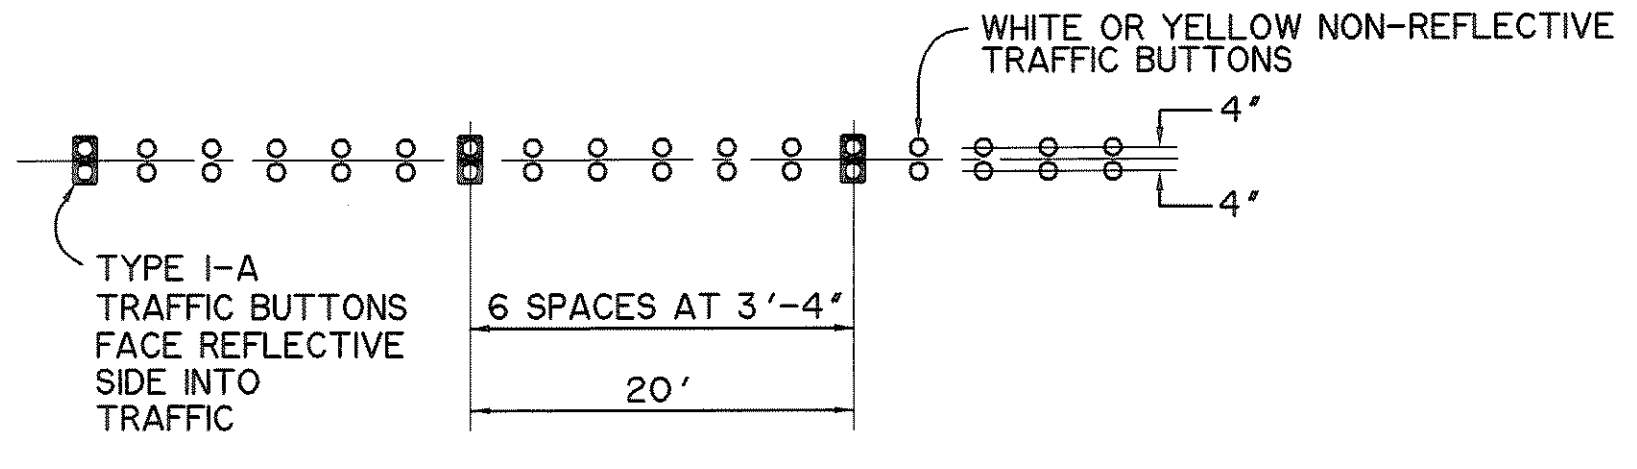 WHITE OR YELLOW NON-REFLECTIVE
TRAFFIC BUTTONS
4"
4"
TYPE I-A
TRAFFIC BUTTONS
FACE REFLECTIVE
SIDE INTO
TRAFFIC
6 SPACES AT 3'-4"
20'